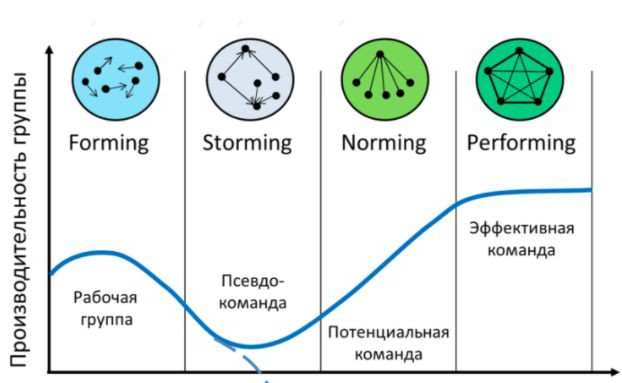 Производительность группы
Forming
Storming
Norming
Performing
Рабочая
группа
Псевдо-
команда
Потенциальная
команда
Эффективная
команда